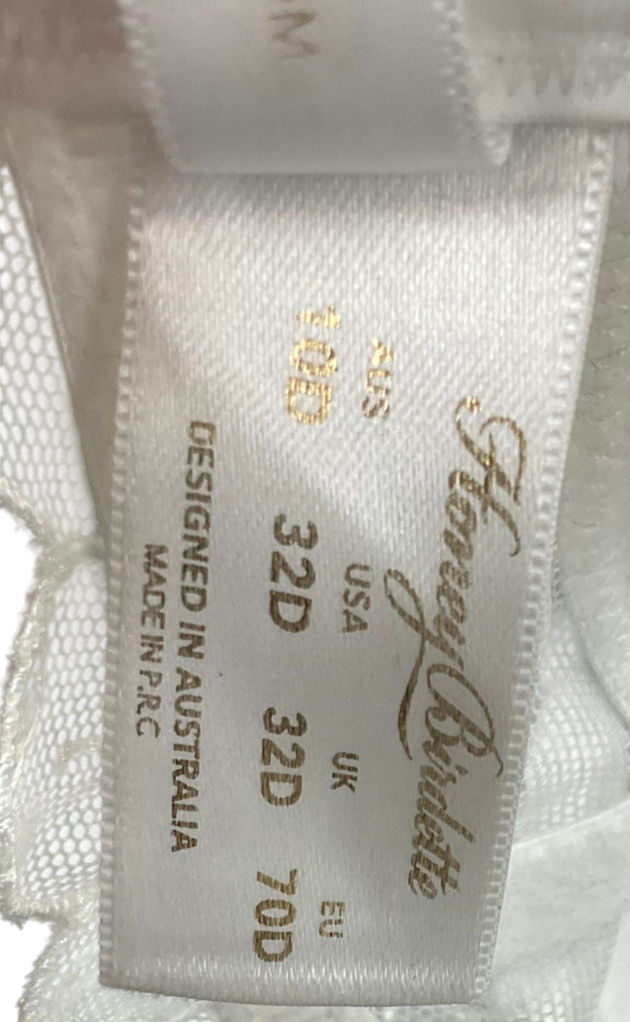 Honey Birdette
AUS USA UK EU
10D 32D 32D 70D
DESIGNED IN AUSTRALIA
MADE IN P.R.C